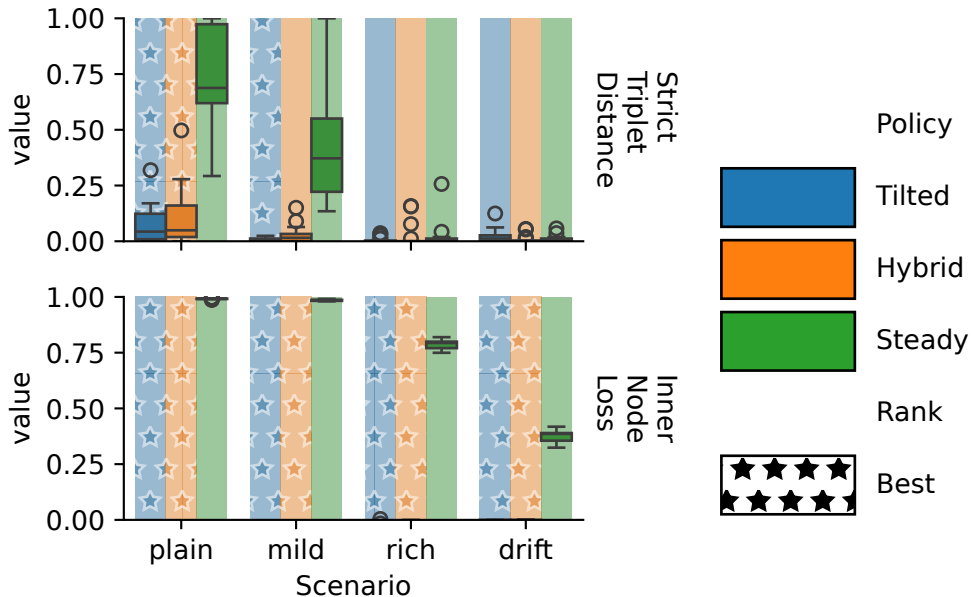 1.00
0.75
0.50
0.25
0.00
value
Strict
Triplet
Distance
1.00
0.75
0.50
0.25
0.00
value
Inner
Node
Loss
plain mild rich drift
Scenario
Policy
Tilted
Hybrid
Steady
Rank
Best